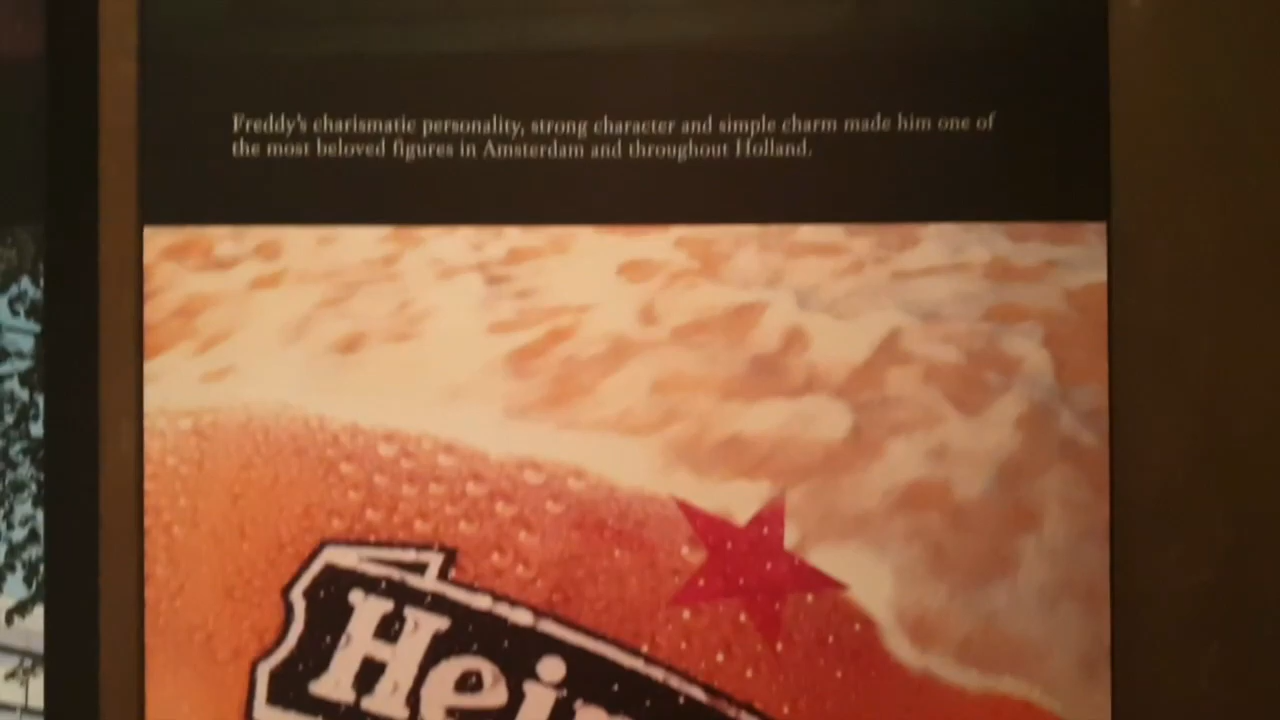 Freddy's charismatic personality, strong character and simple charm made him one of
the most beloved figures in Amsterdam and throughout Holland.
Hein